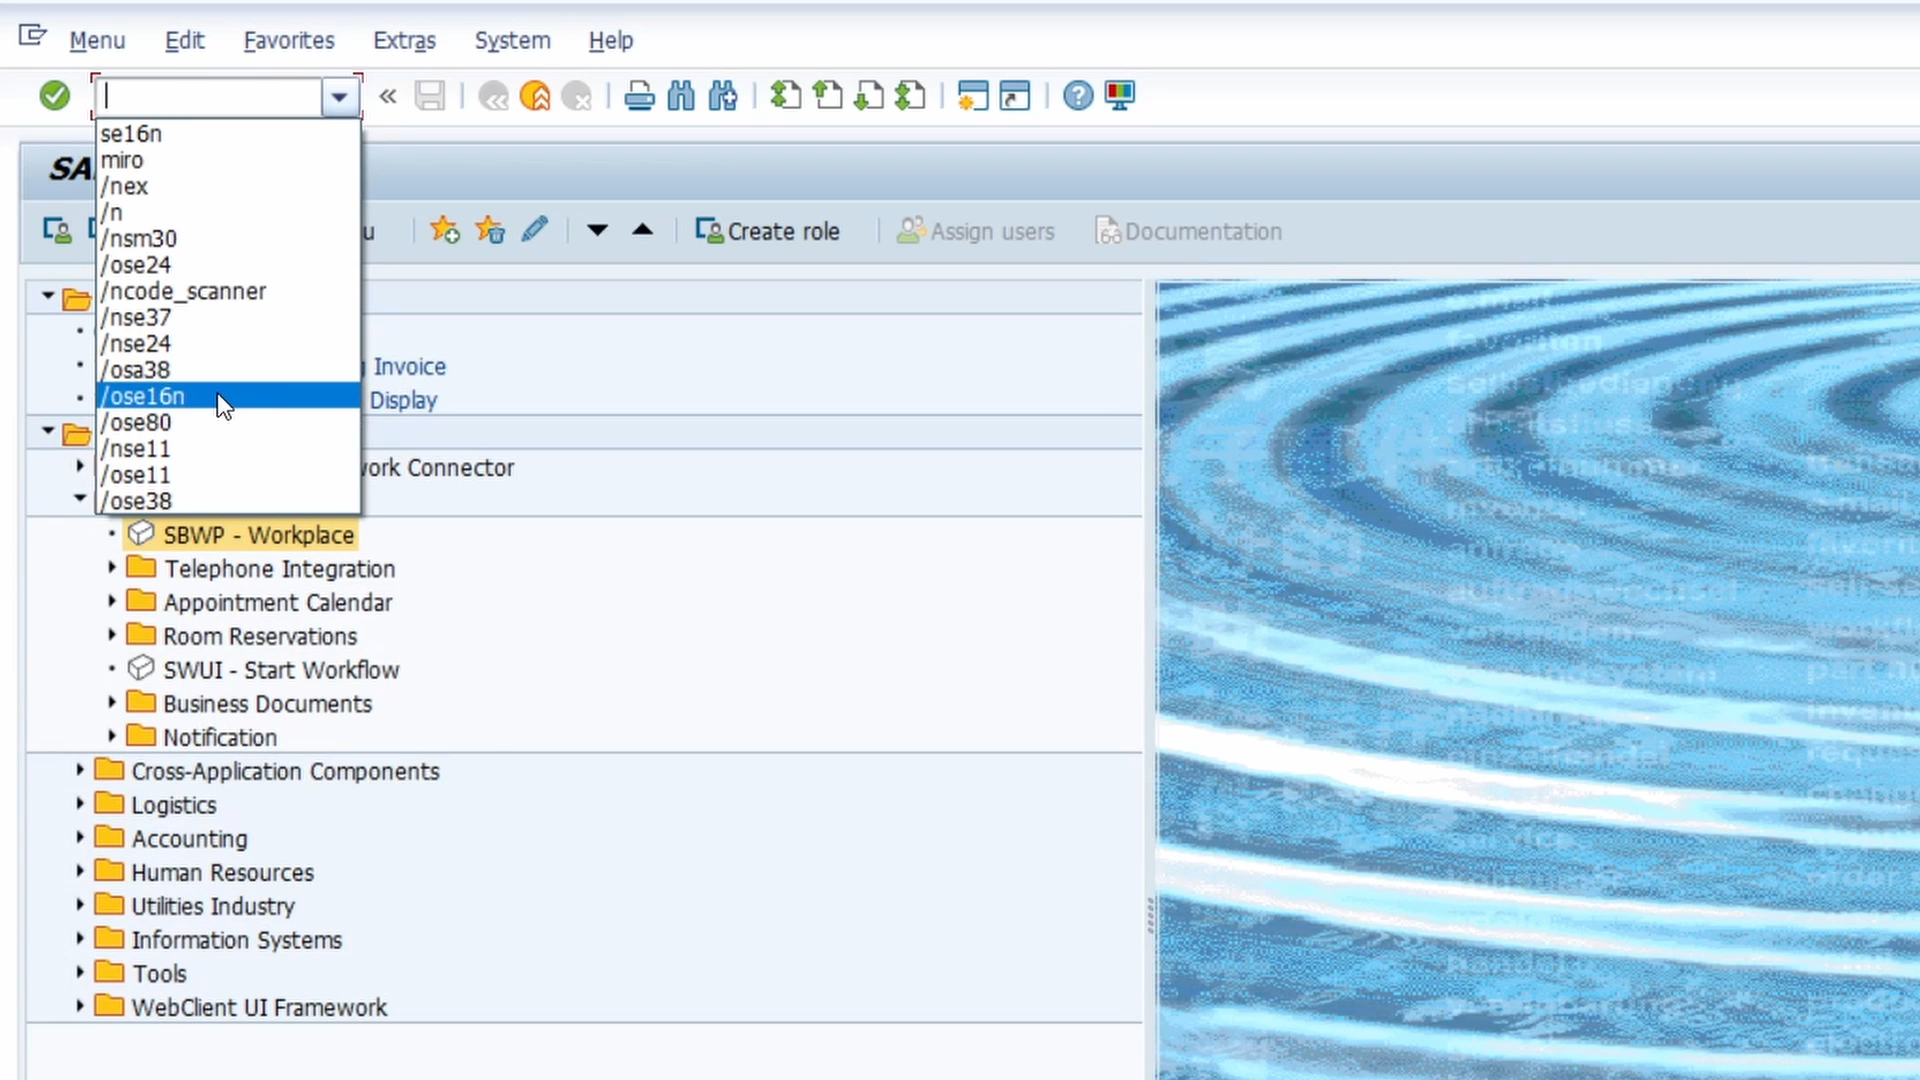 Menu Edit Favorites Extras System Help
se16n
miro
/nex
/n
/nsm30
/ose24
/ncode_scanner
/nse37
/nse24
/osa38
/ose16n
/ose80
/nse11
/ose11
/ose38
SA
u Create role Assign users Documentation
Invoice
Display
ork Connector
SBWP - Workplace
Telephone Integration
Appointment Calendar
Room Reservations
SWUI - Start Workflow
Business Documents
Notification
Cross-Application Components
Logistics
Accounting
Human Resources
Utilities Industry
Information Systems
Tools
WebClient UI Framework